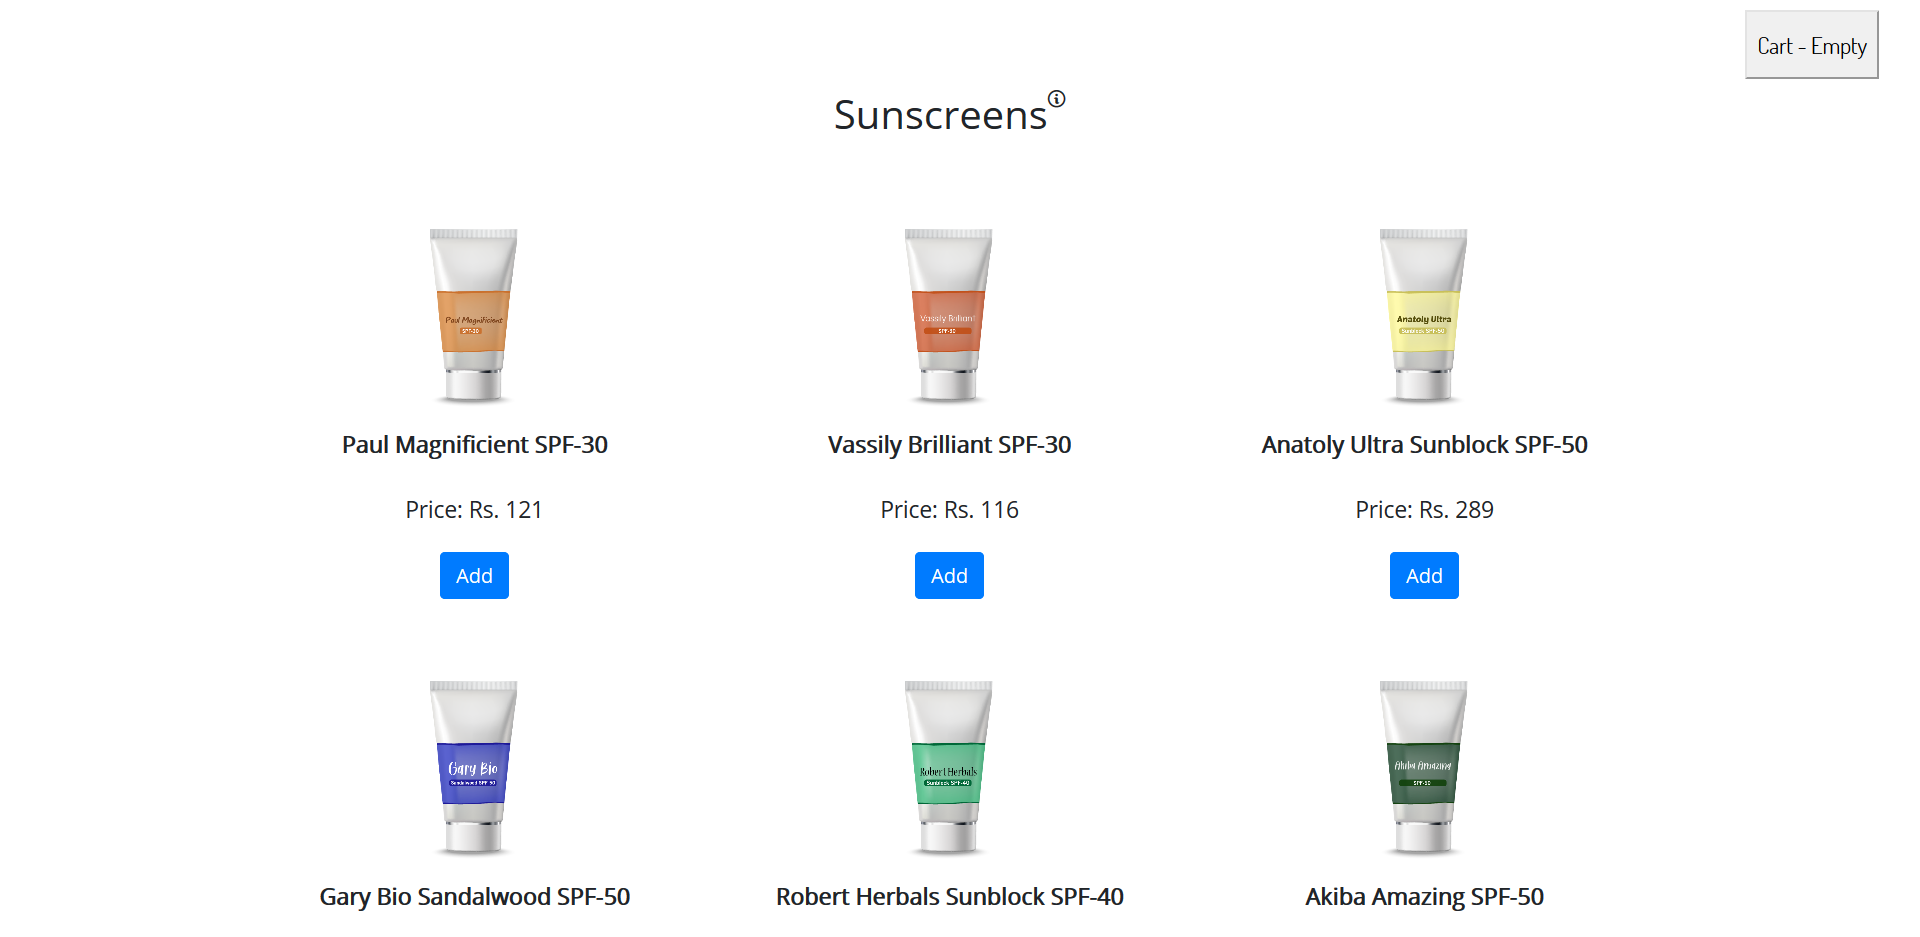 Cart - Empty
Sunscreens
Paul Magnificient
SPF-30
Vassily Brilliant
SPF-30
Anatoly Ultra
Sunblock SPF-50
Paul Magnificient SPF-30
Vassily Brilliant SPF-30
Anatoly Ultra Sunblock SPF-50
Price: Rs. 121
Price: Rs. 116
Price: Rs. 289
Add
Add
Add
Gary Bio
Sandalwood SPF-50
Robert Herbals
Sunblock SPF-40
Akiba Amazing
SPF-50
Gary Bio Sandalwood SPF-50
Robert Herbals Sunblock SPF-40
Akiba Amazing SPF-50